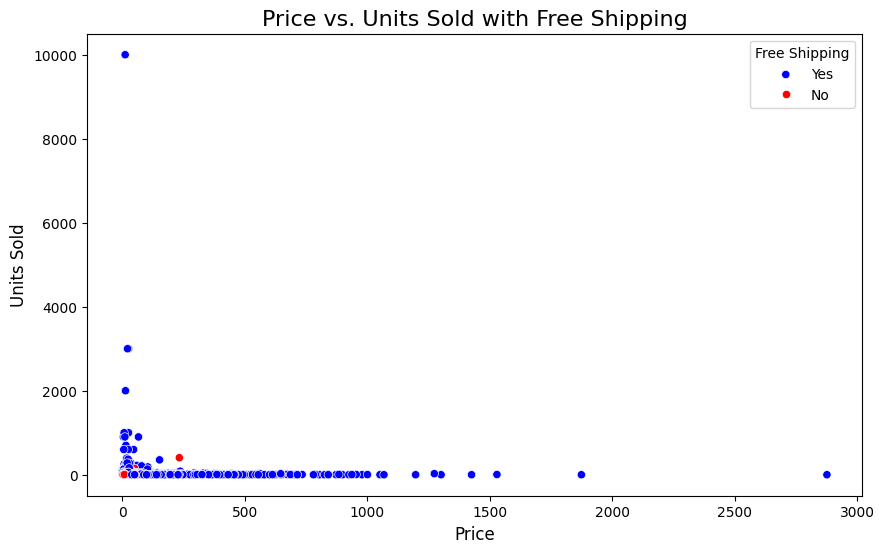 Price vs. Units Sold with Free Shipping
Free Shipping
Yes
No
10000
8000
6000
4000
2000
0
Units Sold
0 500 1000 1500 2000 2500 3000
Price